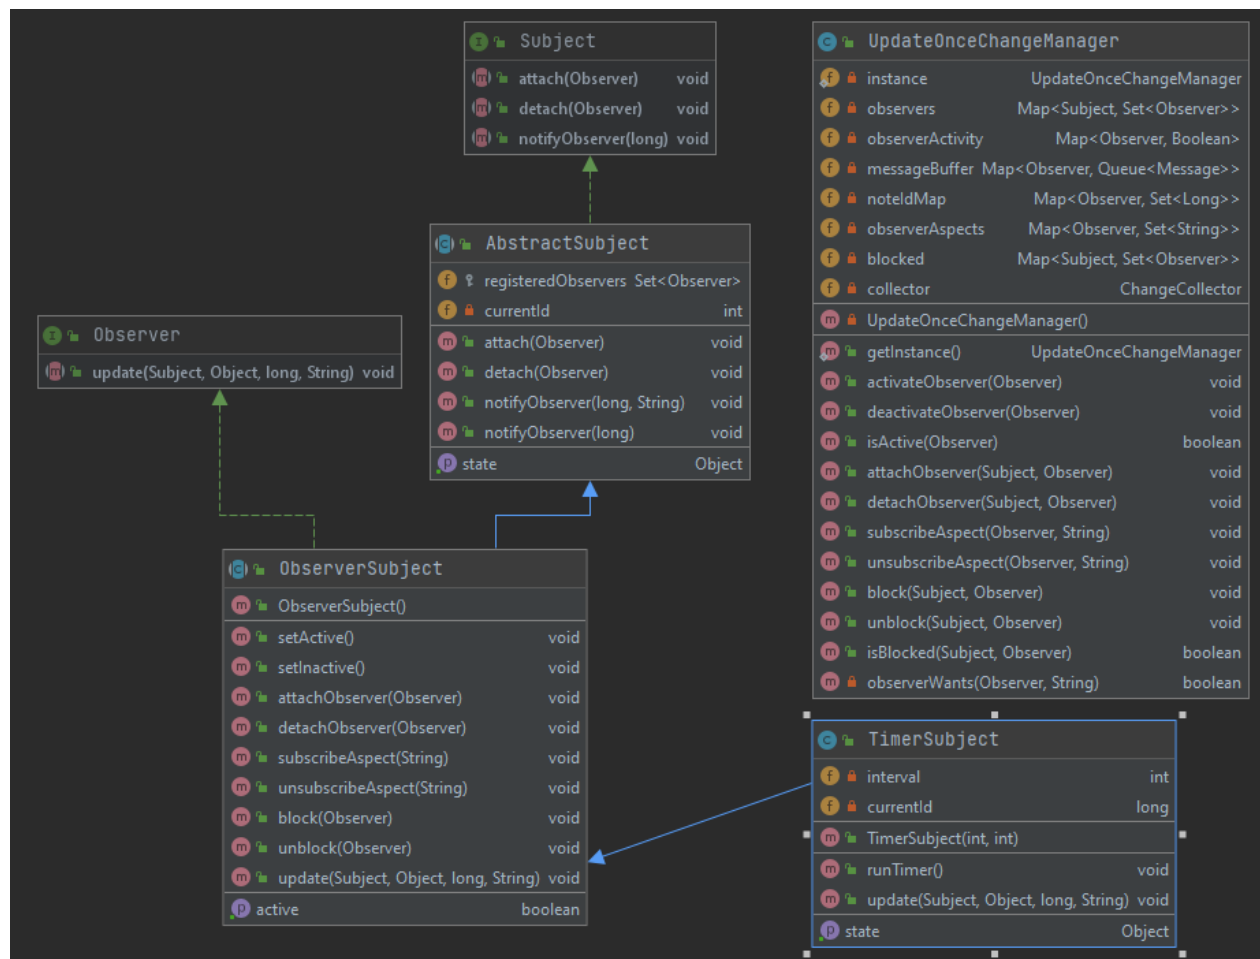 Subject
attach(Observer) void
detach(Observer) void
notifyObserver(long) void
AbstractSubject
registeredObservers Set<Observer>
currentId int
attach(Observer) void
detach(Observer) void
notifyObserver(long, String) void
notifyObserver(long) void
state Object
Observer
update(Subject, Object, long, String) void
ObserverSubject
ObserverSubject()
setActive() void
setInactive() void
attachObserver(Observer) void
detachObserver(Observer) void
subscribeAspect(String) void
unsubscribeAspect(String) void
block(Observer) void
unblock(Observer) void
update(Subject, Object, long, String) void
active boolean
UpdateOnceChangeManager
instance UpdateOnceChangeManager
observers Map<Subject, Set<Observer>>
observerActivity Map<Observer, Boolean>
messageBuffer Map<Observer, Queue<Message>>
noteIdMap Map<Observer, Set<Long>>
observerAspects Map<Observer, Set<String>>
blocked Map<Subject, Set<Observer>>
collector ChangeCollector
UpdateOnceChangeManager()
getInstance() UpdateOnceChangeManager
activateObserver(Observer) void
deactivateObserver(Observer) void
isActive(Observer) boolean
attachObserver(Subject, Observer) void
detachObserver(Subject, Observer) void
subscribeAspect(Observer, String) void
unsubscribeAspect(Observer, String) void
block(Subject, Observer) void
unblock(Subject, Observer) void
isBlocked(Subject, Observer) boolean
observerWants(Observer, String) boolean
TimerSubject
interval int
currentId long
TimerSubject(int, int)
runTimer() void
update(Subject, Object, long, String) void
state Object